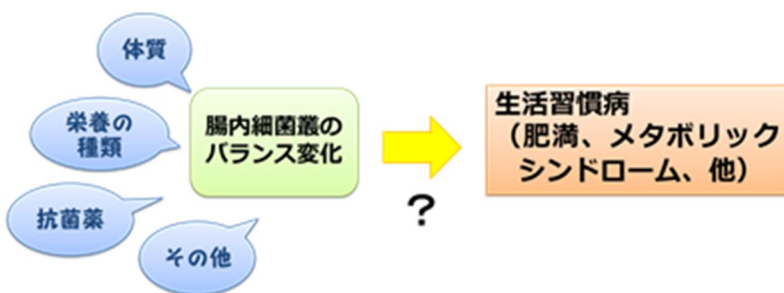 体質
栄養の
種類
抗菌薬
その他
腸内細菌叢の
バランス変化
?
生活習慣病
(肥満、メタボリック
シンドローム、他)